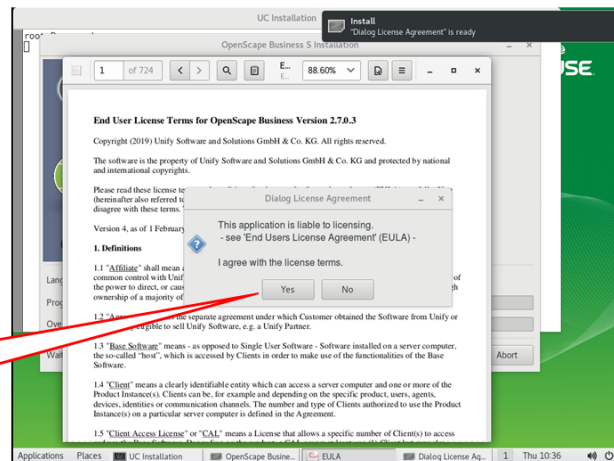 UC Installation
Install
"Dialog License Agreement" is ready
OpenScape Business S Installation
1 of 724
E...
E...
88.60%
USE
End User License Terms for OpenScape Business Version 2.7.0.3
Copyright (2019) Unify Software and Solutions GmbH & Co. KG. All rights reserved.
The software is the property of Unify Software and Solutions GmbH & Co. KG and protected by national
and international copyrights.
Please read these license
(hereinafter also referred
disagree with these terms.
Version 4, as of 1 February
1. Definitions
1.1 "Affiliate" shall mean
common control with Unif
the power to direct, or caus
ownership of a majority of
Dialog License Agreement
This application is liable to licensing.
- see 'End Users License Agreement' (EULA) -
I agree with the license terms.
Yes
No
Lang
Prog
Ove
Wait
Abort
the separate agreement under which Customer obtained the Software from Unify or
eligible to sell Unify Software, e.g. a Unify Partner.
1.3 "Base Software" means - as opposed to Single User Software - Software installed on a server computer,
the so-called "host", which is accessed by Clients in order to make use of the functionalities of the Base
Software.
1.4 "Client" means a clearly identifiable entity which can access a server computer and one or more of the
Product Instance(s). Clients can be, for example and depending on the specific product, users, agents,
devices, identities or communication channels. The number and type of Clients authorized to use the Product
Instance(s) on a particular server computer is defined in the Agreement.
1.5 "Client Access License" or "CAL" means a License that allows a specific number of Client(s) to access
Applications Places UC Installation OpenScape Busine... EULA Dialog License Ag... 1 Thu 10:36